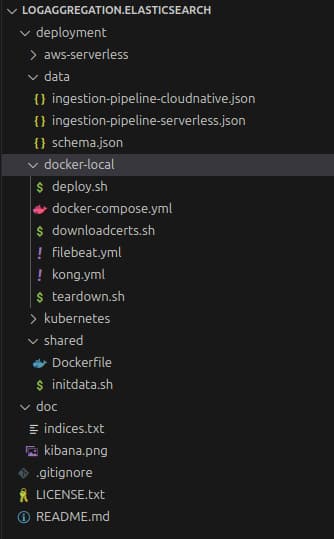 LOGAGGREGATION.ELASTICSEARCH
deployment
aws-serverless
data
ingestion-pipeline-cloudnative.json
ingestion-pipeline-serverless.json
schema.json
docker-local
deploy.sh
docker-compose.yml
downloadcerts.sh
filebeat.yml
kong.yml
teardown.sh
kubernetes
shared
Dockerfile
initdata.sh
doc
indices.txt
kibana.png
.gitignore
LICENSE.txt
README.md